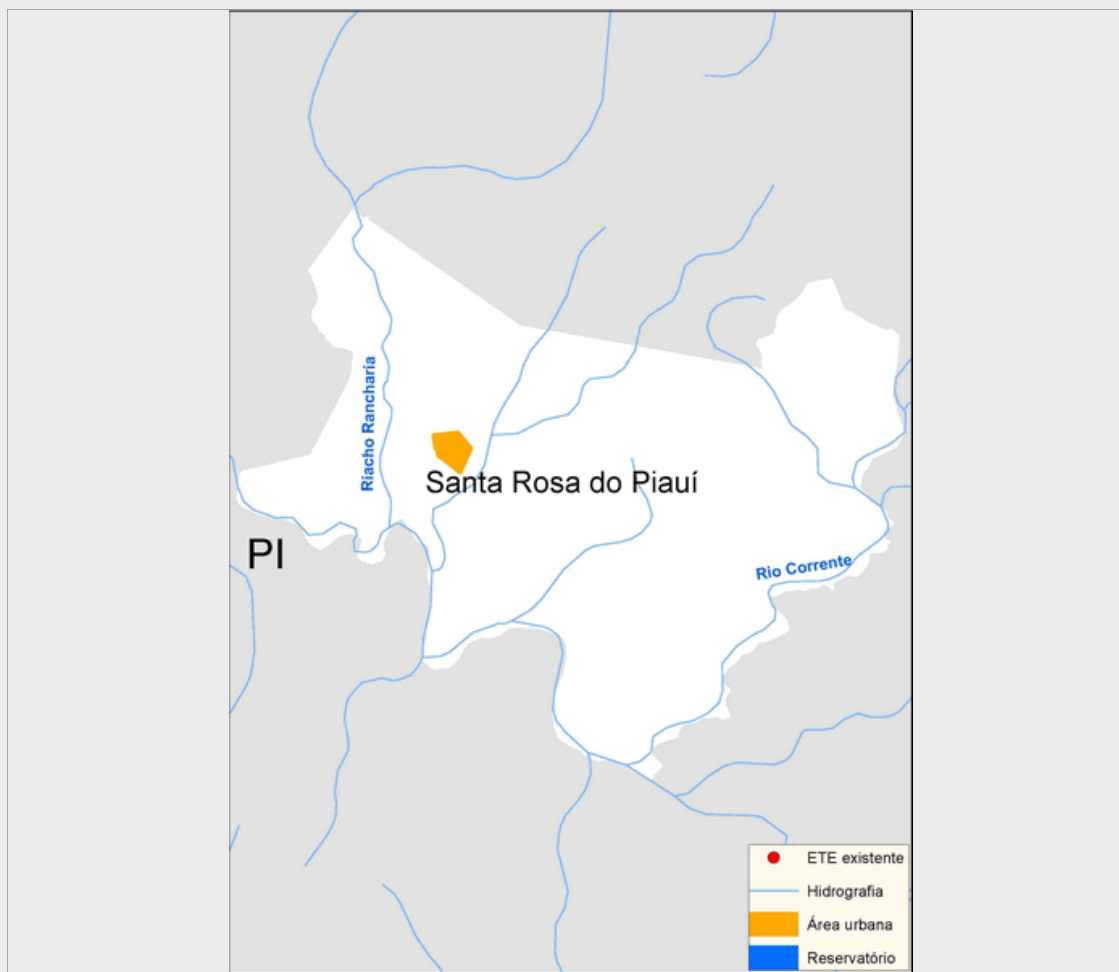 Riacho Rancharia
Santa Rosa do Piauí
PI
Rio Corrente
ETE existente
Hidrografia
Área urbana
Reservatório